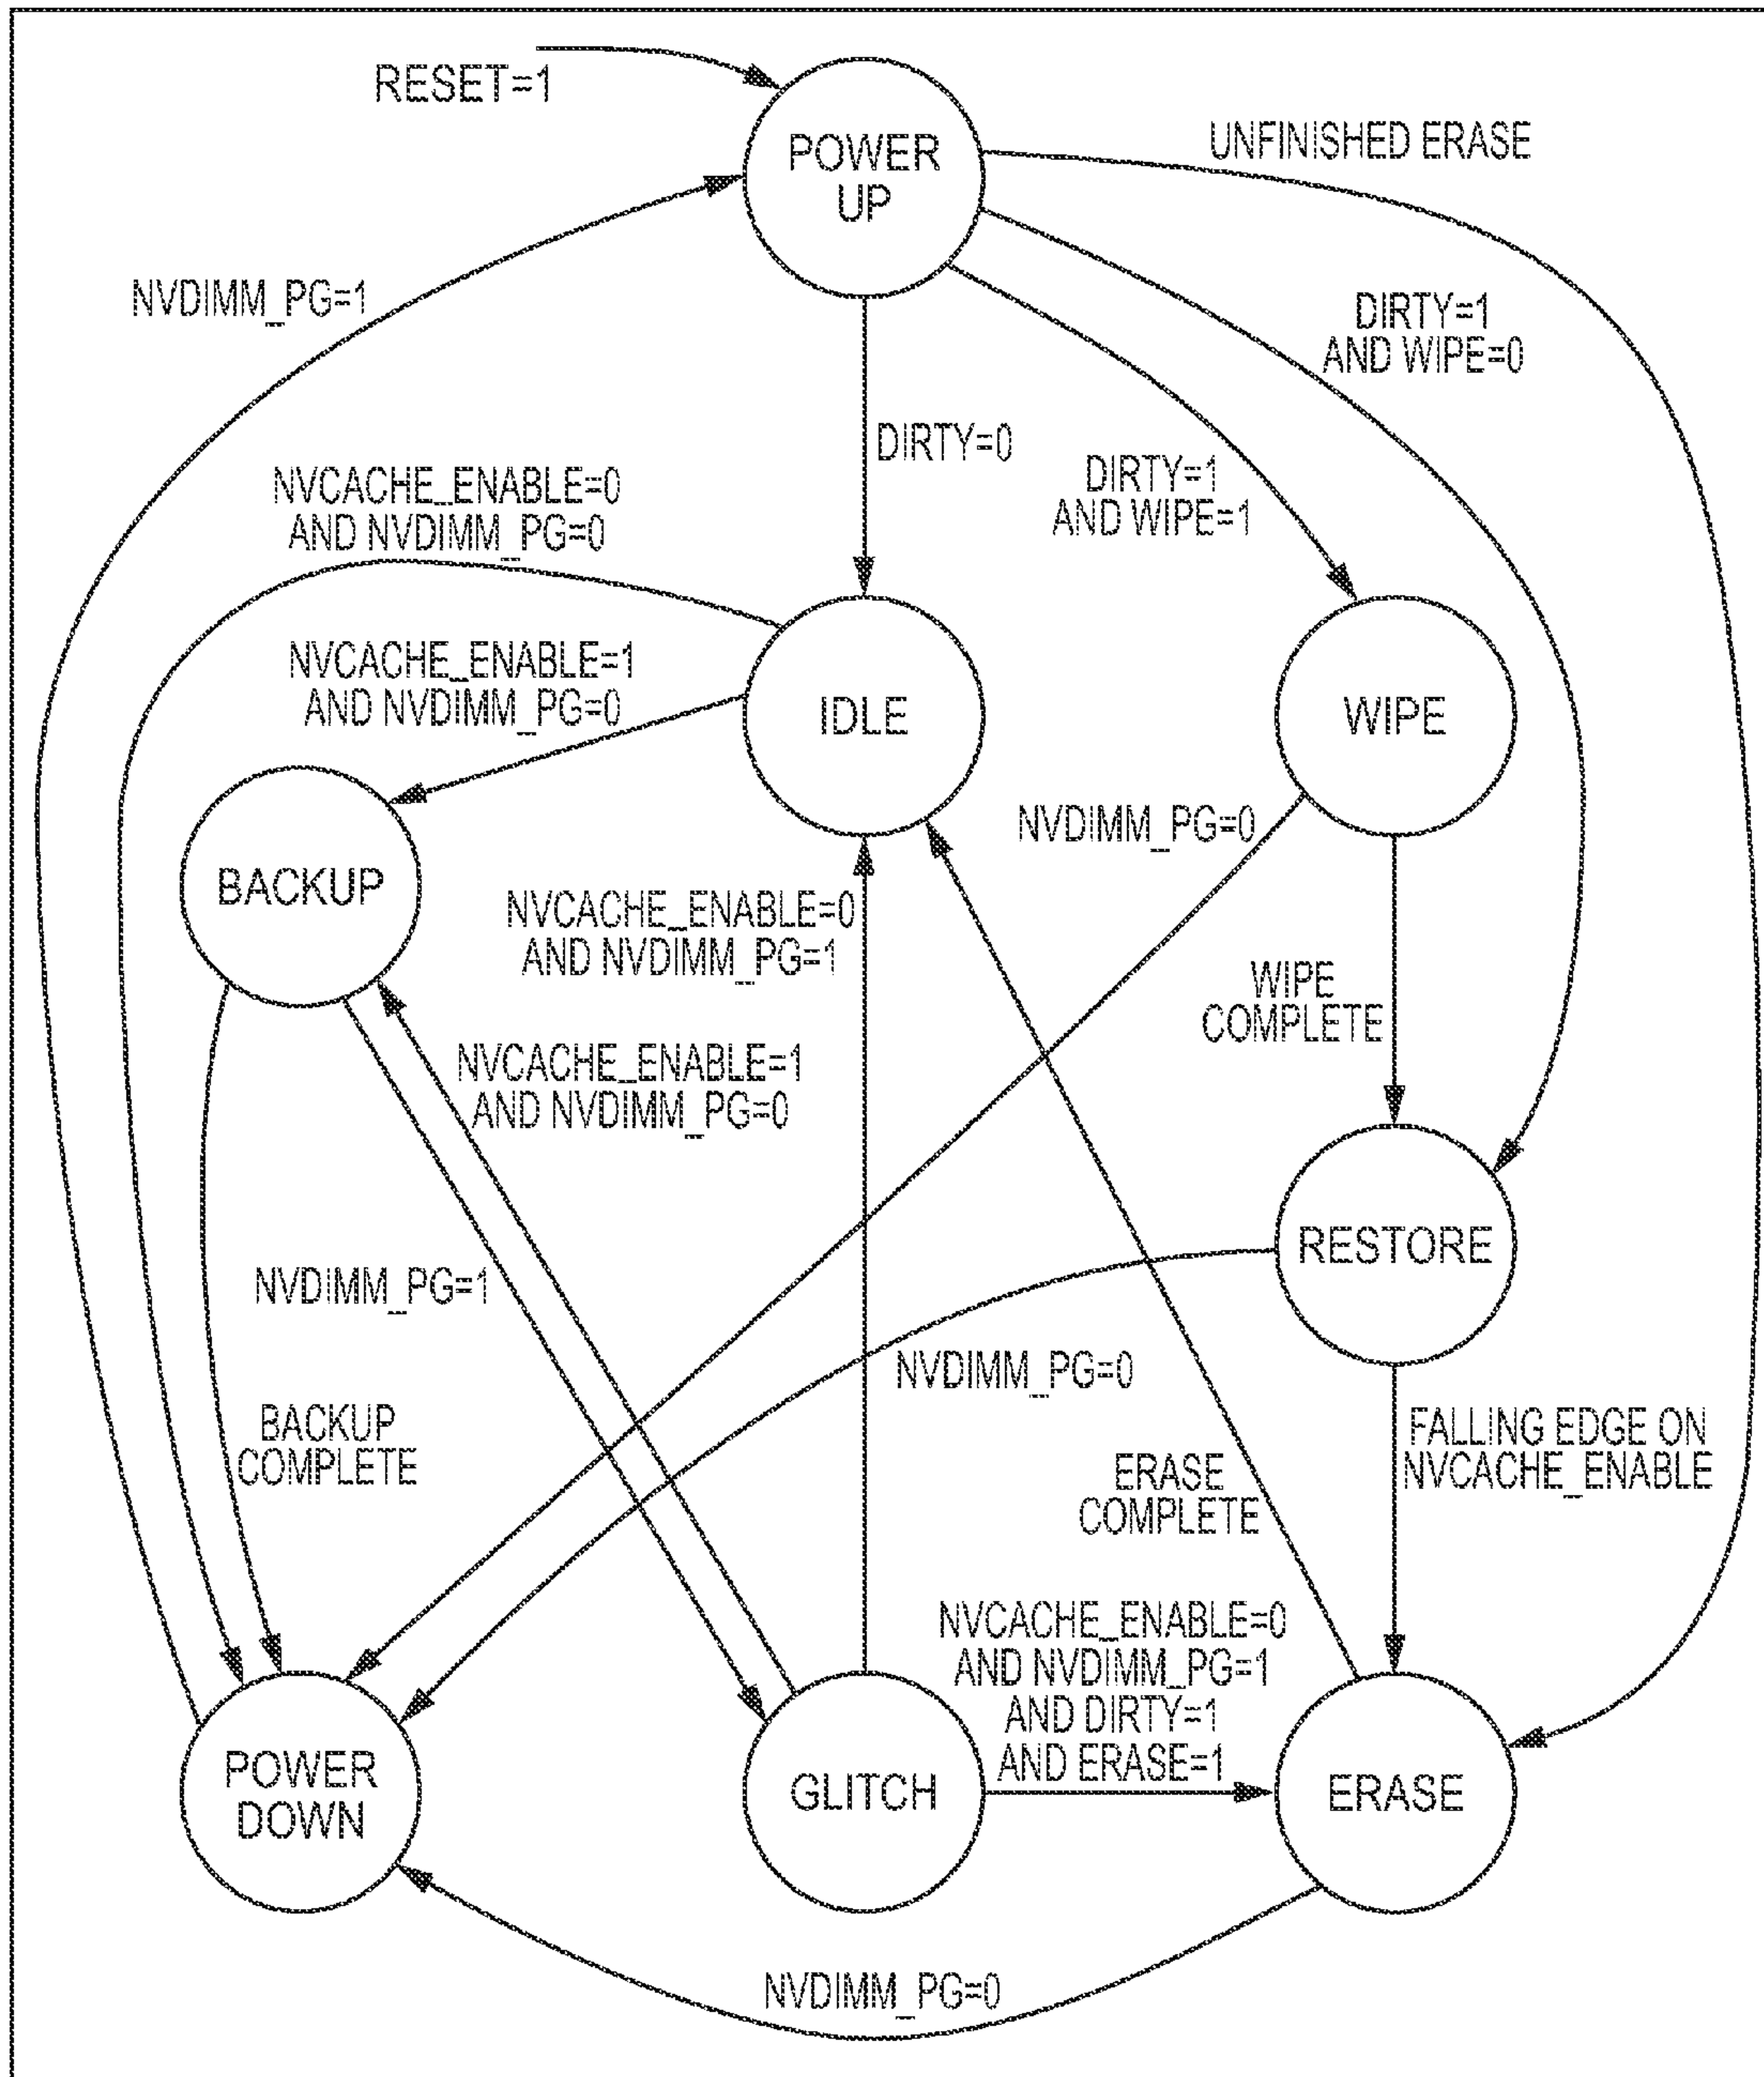 RESET=1
POWER
UP
UNFINISHED ERASE
NVDIMM_PG=1
DIRTY=1
AND WIPE=0
DIRTY=0
DIRTY=1
AND WIPE=1
NVCACHE_ENABLE=0
AND NVDIMM_PG=0
NVCACHE_ENABLE=1
AND NVDIMM_PG=0
IDLE
WIPE
NVDIMM_PG=0
BACKUP
NVCACHE_ENABLE=0
AND NVDIMM_PG=1
WIPE
COMPLETE
NVCACHE_ENABLE=1
AND NVDIMM_PG=0
RESTORE
NVDIMM_PG=1
NVDIMM_PG=0
BACKUP
COMPLETE
FALLING EDGE ON
NVCACHE_ENABLE
ERASE
COMPLETE
NVCACHE_ENABLE=0
AND NVDIMM_PG=1
AND DIRTY=1
AND ERASE=1
POWER
DOWN
GLITCH
ERASE
NVDIMM_PG=0